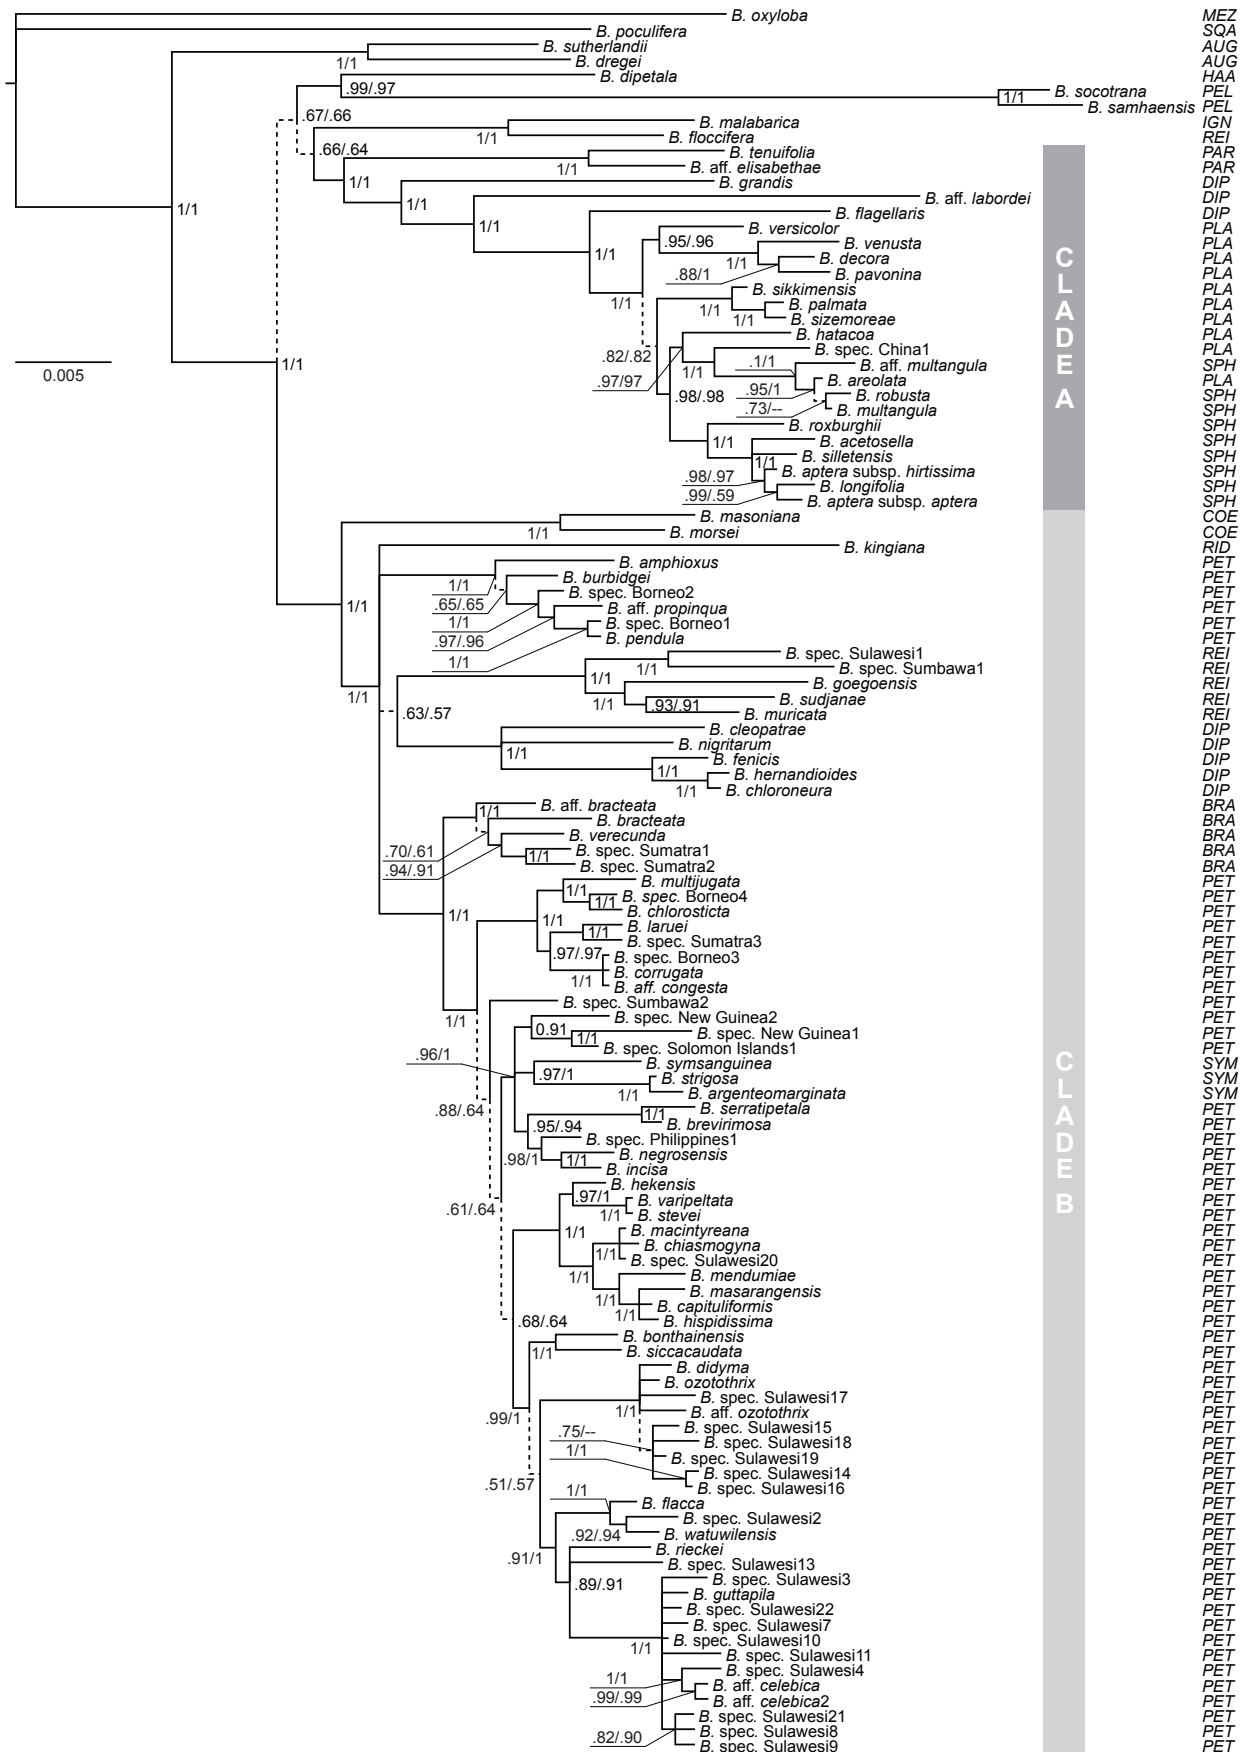 B. oxyloba MEZ
B. poculifera SQA
B. sutherlandii AUG
B. dregei AUG
1/1
B. dipetala HAA
.99/.97
B. socotrana PEL
1/1
B. samhaensis PEL
.67/.66
B. malabarica IGN
1/1
B. floccifera REI
.66/.64
B. tenuifolia PAR
1/1
B. aff. elisabethae PAR
1/1
B. grandis DIP
B. aff. labordei DIP
1/1
1/1
B. flagellaris DIP
1/1
B. versicolor PLA
.95/.96
B. venusta PLA
1/1
B. decora PLA
1/1
.88/1
B. pavonina PLA
B. sikkimensis PLA
1/1
1/1
B. palmata PLA
1/1
B. sizemoreae PLA
B. hatacoa PLA
.82/.82
B. spec. China1 PLA
0.005
1/1
.1/1
B. aff. multangula SPH
1/1
.97/97
B. areolata PLA
.95/1
.98/.98
B. robusta SPH
.73/--
B. multangula SPH
B. roxburghii SPH
1/1
B. acetosella SPH
B. silletensis SPH
1/1
.98/.97
B. aptera subsp. hirtissima SPH
B. longifolia SPH
.99/.59
B. aptera subsp. aptera SPH
CLADE A
B. masoniana COE
1/1
B. morsei COE
B. kingiana RID
B. amphioxus PET
1/1
B. burbidgei PET
.65/.65
B. spec. Borneo2 PET
1/1
1/1
B. aff. propinqua PET
B. spec. Borneo1 PET
.97/.96
B. pendula PET
1/1
B. spec. Sulawesi1 REI
1/1
B. spec. Sumbawa1 REI
1/1
B. goegoensis REI
1/1
1/1
B. sudjanae REI
.93/.91
B. muricata REI
.63/.57
B. cleopatrae DIP
B. nigritarum DIP
1/1
B. fenicis DIP
1/1
B. hernandioides DIP
1/1
B. chloroneura DIP
B. aff. bracteata BRA
1/1
B. bracteata BRA
B. verecunda BRA
.70/.61
B. spec. Sumatra1 BRA
1/1
.94/.91
B. spec. Sumatra2 BRA
B. multijugata PET
1/1
B. spec. Borneo4 PET
1/1
B. chlorosticta PET
1/1
1/1
B. laruei PET
1/1
B. spec. Sumatra3 PET
.97/.97
B. spec. Borneo3 PET
B. corrugata PET
1/1
B. aff. congesta PET
B. spec. Sumbawa2 PET
1/1
B. spec. New Guinea2 PET
0.91
B. spec. New Guinea1 PET
1/1
B. spec. Solomon Islands1 PET
.96/1
B. symsanguinea SYM
.97/1
B. strigosa SYM
1/1
B. argenteomarginata SYM
.88/.64
B. serratipetala PET
1/1
B. brevirimosa PET
.95/.94
B. spec. Philippines1 PET
B. negrosensis PET
.98/1
1/1
B. incisa PET
B. hekensis PET
.97/1
B. varipeltata PET
.61/.64
1/1
B. stevei PET
B. macintyreana PET
1/1
B. chiasmogyna PET
1/1
B. spec. Sulawesi20 PET
1/1
B. mendumiae PET
B. masarangensis PET
1/1
B. capituliformis PET
1/1
B. hispidissima PET
.68/.64
B. bonthainensis PET
1/1
B. siccacaudata PET
B. didyma PET
B. ozotothrix PET
B. spec. Sulawesi17 PET
1/1
B. aff. ozotothrix PET
.99/1
B. spec. Sulawesi15 PET
.75/--
B. spec. Sulawesi18 PET
1/1
B. spec. Sulawesi19 PET
B. spec. Sulawesi14 PET
.51/.57
B. spec. Sulawesi16 PET
1/1
B. flacca PET
B. spec. Sulawesi2 PET
.92/.94
B. watuwilensis PET
B. rieckei PET
.91/1
B. spec. Sulawesi13 PET
B. spec. Sulawesi3 PET
.89/.91
B. guttapila PET
B. spec. Sulawesi22 PET
B. spec. Sulawesi7 PET
B. spec. Sulawesi10 PET
1/1
B. spec. Sulawesi11 PET
B. spec. Sulawesi4 PET
1/1
B. aff. celebica PET
.99/.99
B. aff. celebica2 PET
B. spec. Sulawesi21 PET
B. spec. Sulawesi8 PET
.82/.90
B. spec. Sulawesi9 PET
CLADE B